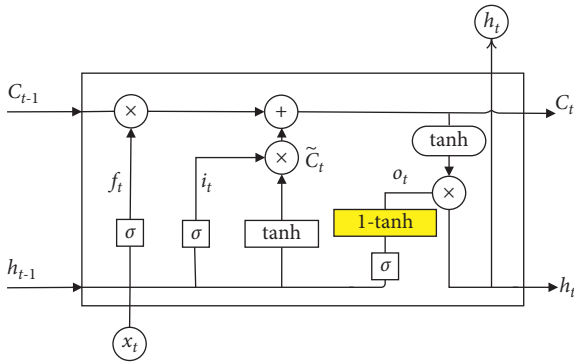 h_t
C_{t-1}
×
+
C_t
tanh
f_t
i_t
×
C̃_t
o_t
×
1-tanh
σ
σ
tanh
σ
h_{t-1}
h_t
x_t